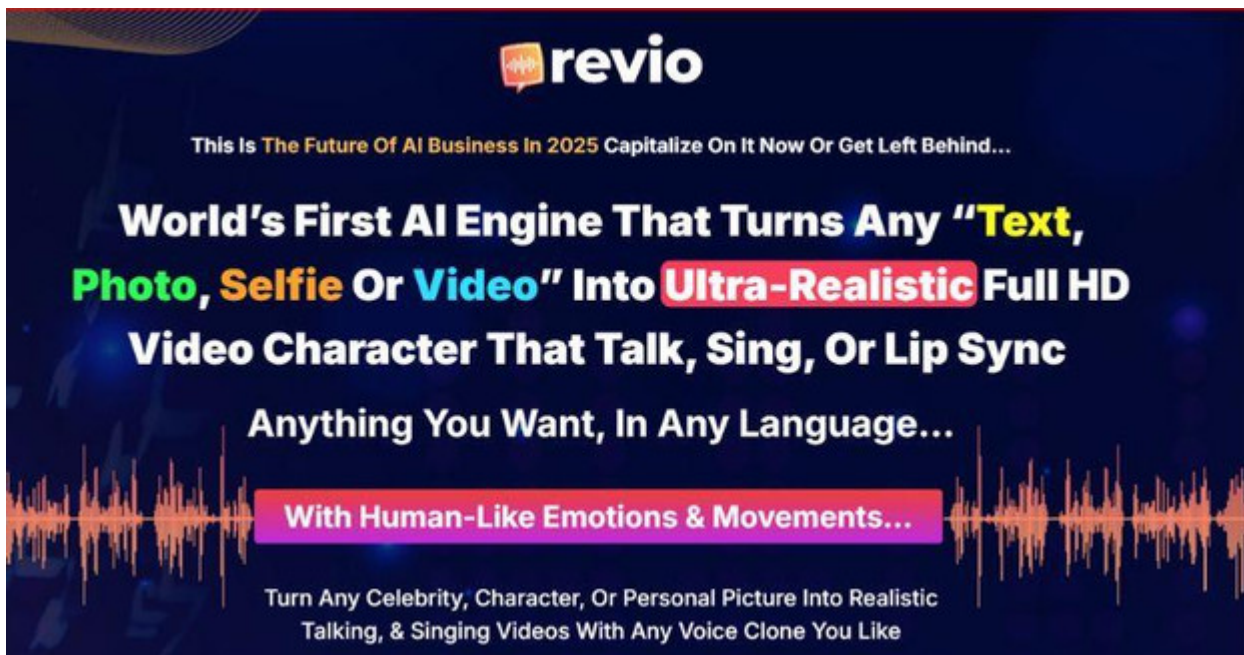 revio
This Is The Future Of AI Business In 2025 Capitalize On It Now Or Get Left Behind...
World's First AI Engine That Turns Any “Text,
Photo, Selfie Or Video” Into Ultra-Realistic Full HD
Video Character That Talk, Sing, Or Lip Sync
Anything You Want, In Any Language...
With Human-Like Emotions & Movements...
Turn Any Celebrity, Character, Or Personal Picture Into Realistic
Talking, & Singing Videos With Any Voice Clone You Like